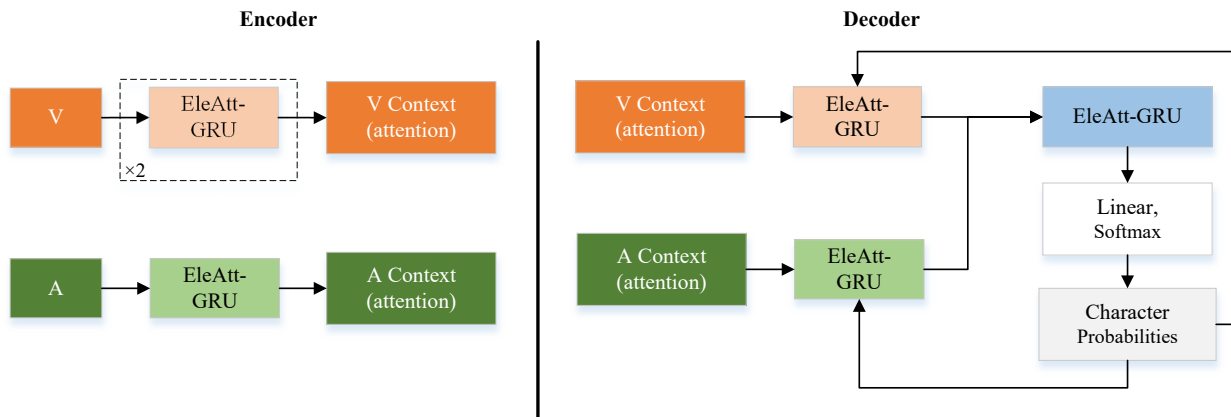 Encoder
V
EleAtt-
GRU
V Context
(attention)
×2
A
EleAtt-
GRU
A Context
(attention)
Decoder
V Context
(attention)
EleAtt-
GRU
EleAtt-GRU
Linear,
Softmax
A Context
(attention)
EleAtt-
GRU
Character
Probabilities